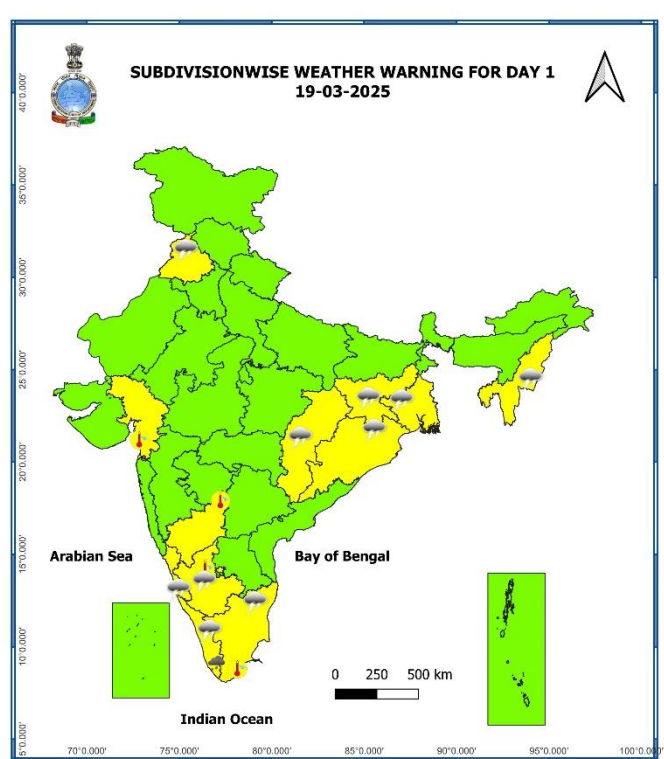 SUBDIVISIONWISE WEATHER WARNING FOR DAY 1
19-03-2025
40°0.000'
35°0.000'
30°0.000'
25°0.000'
20°0.000'
15°0.000'
10°0.000'
5°0.000'
Arabian Sea
Bay of Bengal
0 250 500 km
Indian Ocean
70°0.000' 75°0.000' 80°0.000' 85°0.000' 90°0.000' 95°0.000' 100°0.000'